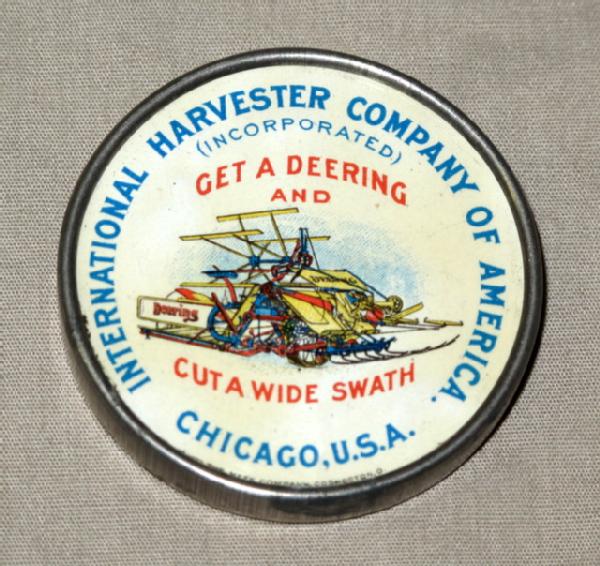 INTERNATIONAL HARVESTER COMPANY OF AMERICA.
(INCORPORATED)
GET A DEERING
AND
DEERING
CUT A WIDE SWATH
CHICAGO, U.S.A.